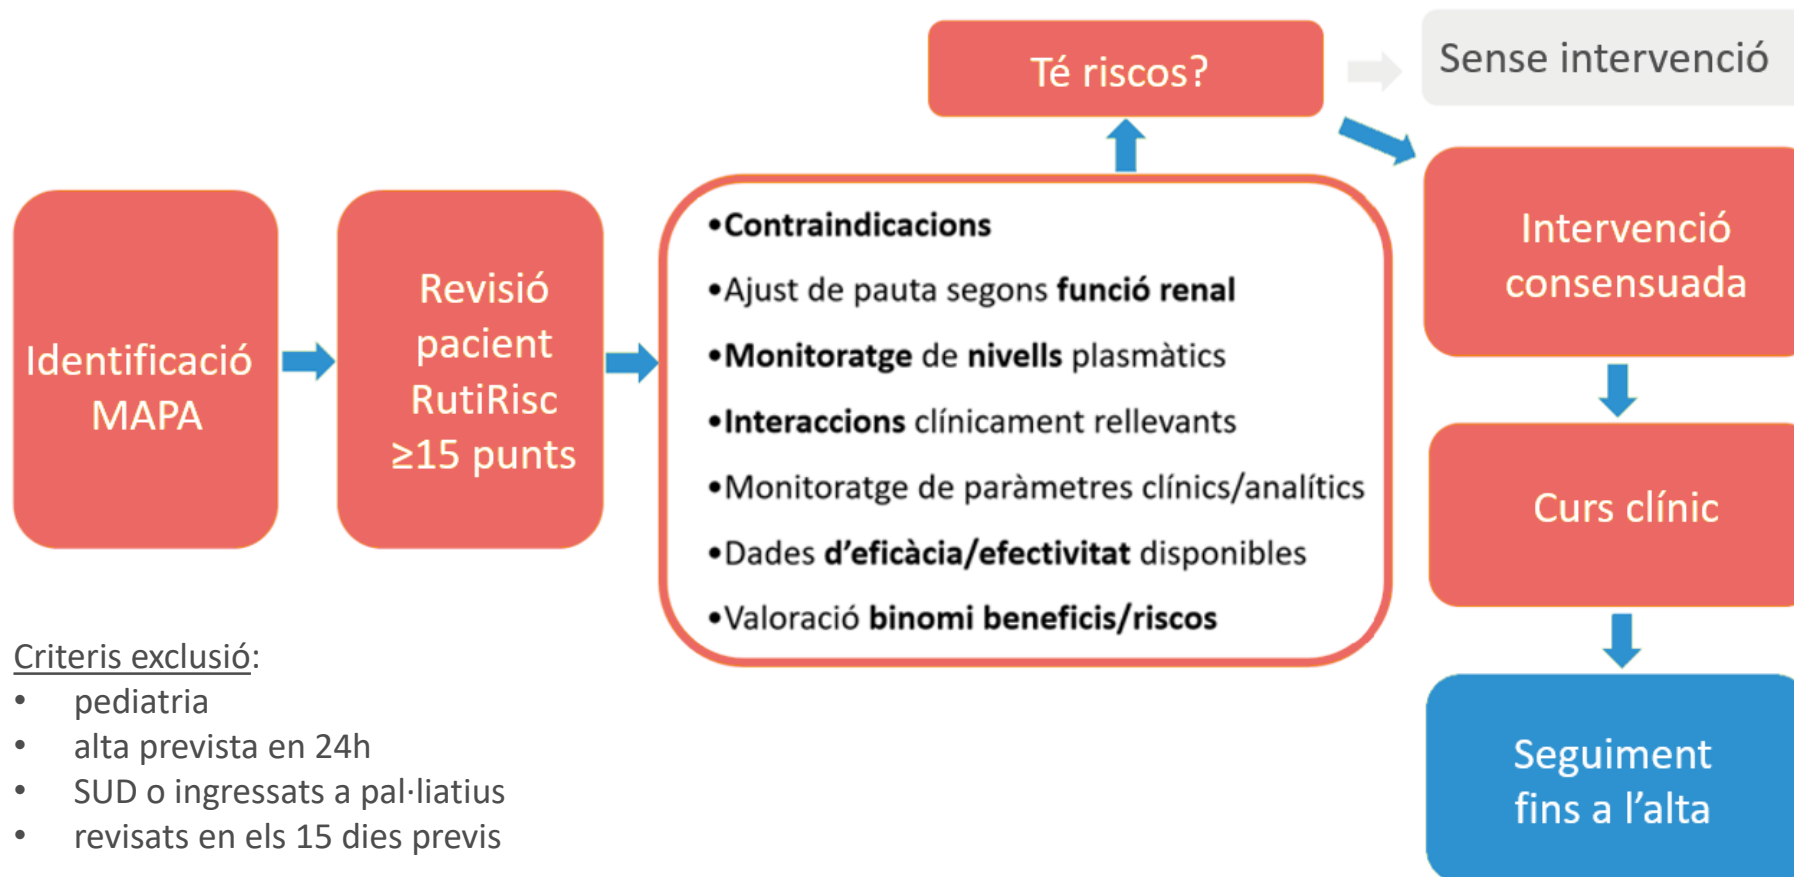 Té riscos?
Sense intervenció
Identificació
MAPA
Revisió
pacient
RutiRisc
≥15 punts
•Contraindicacions
•Ajust de pauta segons funció renal
•Monitoratge de nivells plasmàtics
•Interaccions clínicament rellevants
•Monitoratge de paràmetres clínics/analítics
•Dades d’eficàcia/efectivitat disponibles
•Valoració binomi beneficis/riscos
Intervenció
consensuada
Curs clínic
Seguiment
fins a l’alta
Criteris exclusió:
• pediatria
• alta prevista en 24h
• SUD o ingressats a pal·liatius
• revisats en els 15 dies previs